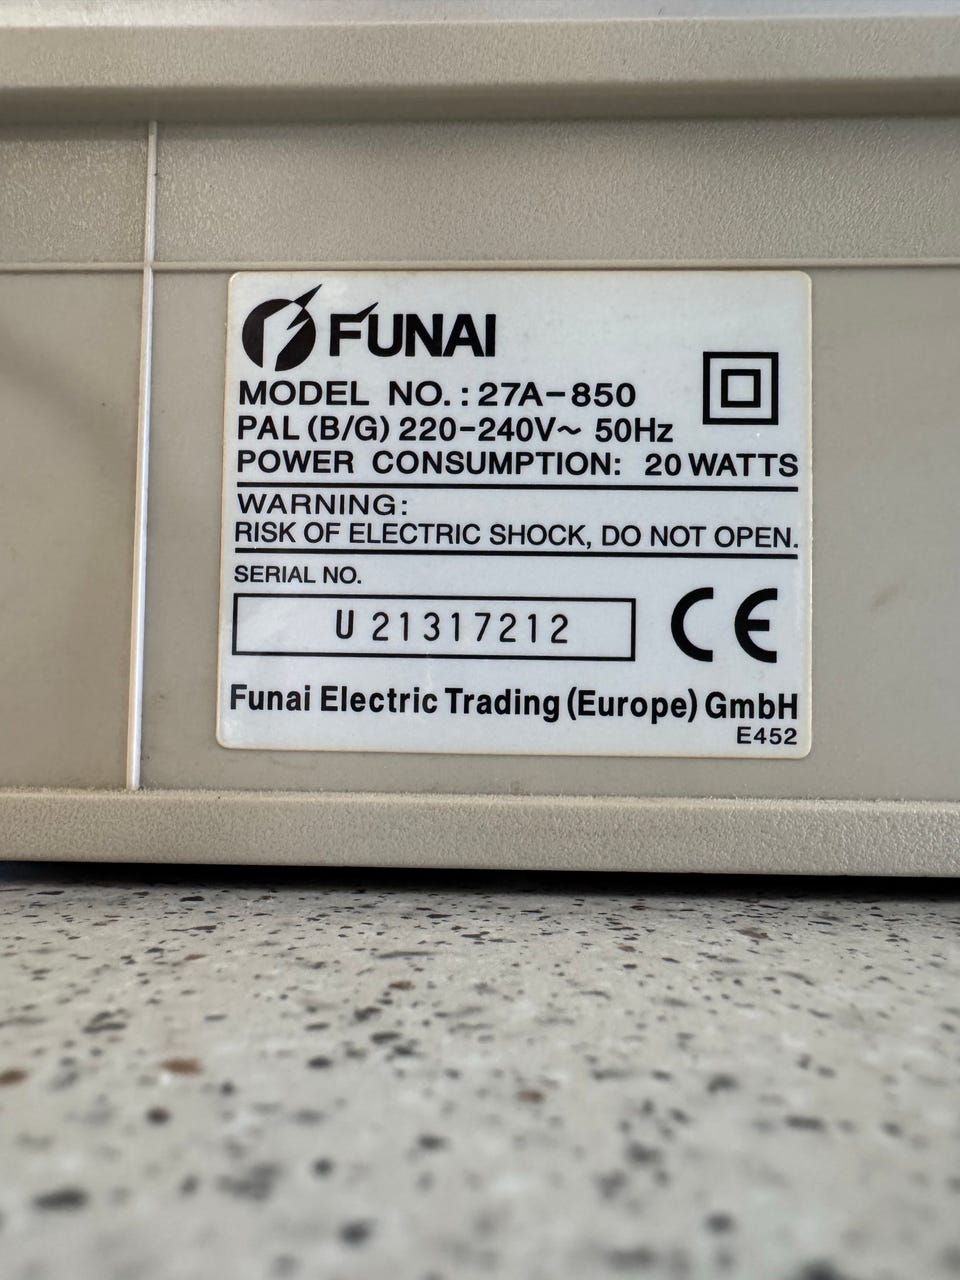 FUNAI
MODEL NO.: 27A-850
PAL (B/G) 220-240V~ 50Hz
POWER CONSUMPTION: 20 WATTS
WARNING:
RISK OF ELECTRIC SHOCK, DO NOT OPEN.
SERIAL NO.
U 21317212
CE
Funai Electric Trading (Europe) GmbH
E452